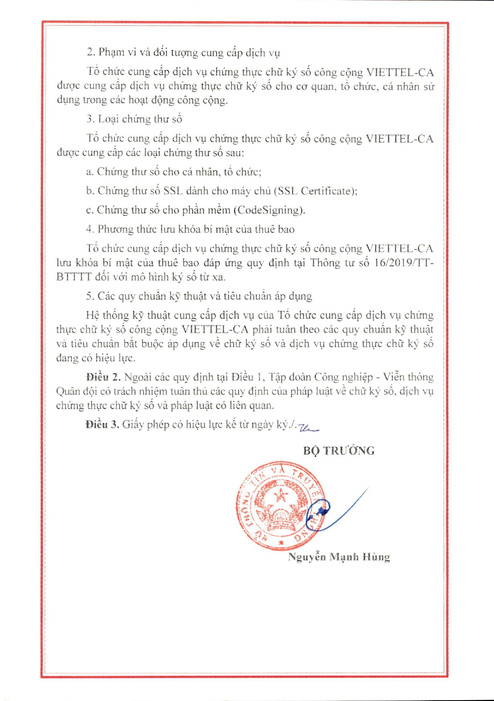 2. Phạm vi và đối tượng cung cấp dịch vụ
Tổ chức cung cấp dịch vụ chứng thực chữ ký số công cộng VIETTEL-CA
được cung cấp dịch vụ chứng thực chữ ký số cho cơ quan, tổ chức, cá nhân sử
dụng trong các hoạt động công cộng.
3. Loại chứng thư số
Tổ chức cung cấp dịch vụ chứng thực chữ ký số công cộng VIETTEL-CA
được cung cấp các loại chứng thư số sau:
a. Chứng thư số cho cá nhân, tổ chức;
b. Chứng thư số SSL dành cho máy chủ (SSL Certificate);
c. Chứng thư số cho phần mềm (CodeSigning).
4. Phương thức lưu khóa bí mật của thuê bao
Tổ chức cung cấp dịch vụ chứng thực chữ ký số công cộng VIETTEL-CA
lưu khóa bí mật của thuê bao đáp ứng quy định tại Thông tư số 16/2019/TT-
BTTTT đối với mô hình ký số từ xa.
5. Các quy chuẩn kỹ thuật và tiêu chuẩn áp dụng
Hệ thống kỹ thuật cung cấp dịch vụ của Tổ chức cung cấp dịch vụ chứng
thực chữ ký số công cộng VIETTEL-CA phải tuân theo các quy chuẩn kỹ thuật
và tiêu chuẩn bắt buộc áp dụng về chữ ký số và dịch vụ chứng thực chữ ký số
đang có hiệu lực.
Điều 2. Ngoài các quy định tại Điều 1, Tập đoàn Công nghiệp - Viễn thông
Quân đội có trách nhiệm tuân thủ các quy định của pháp luật về chữ ký số, dịch vụ
chứng thực chữ ký số và pháp luật có liên quan.
Điều 3. Giấy phép có hiệu lực kể từ ngày ký./.
BỘ TRƯỞNG
BỘ THÔNG TIN VÀ TRUYỀN THÔNG
Nguyễn Mạnh Hùng